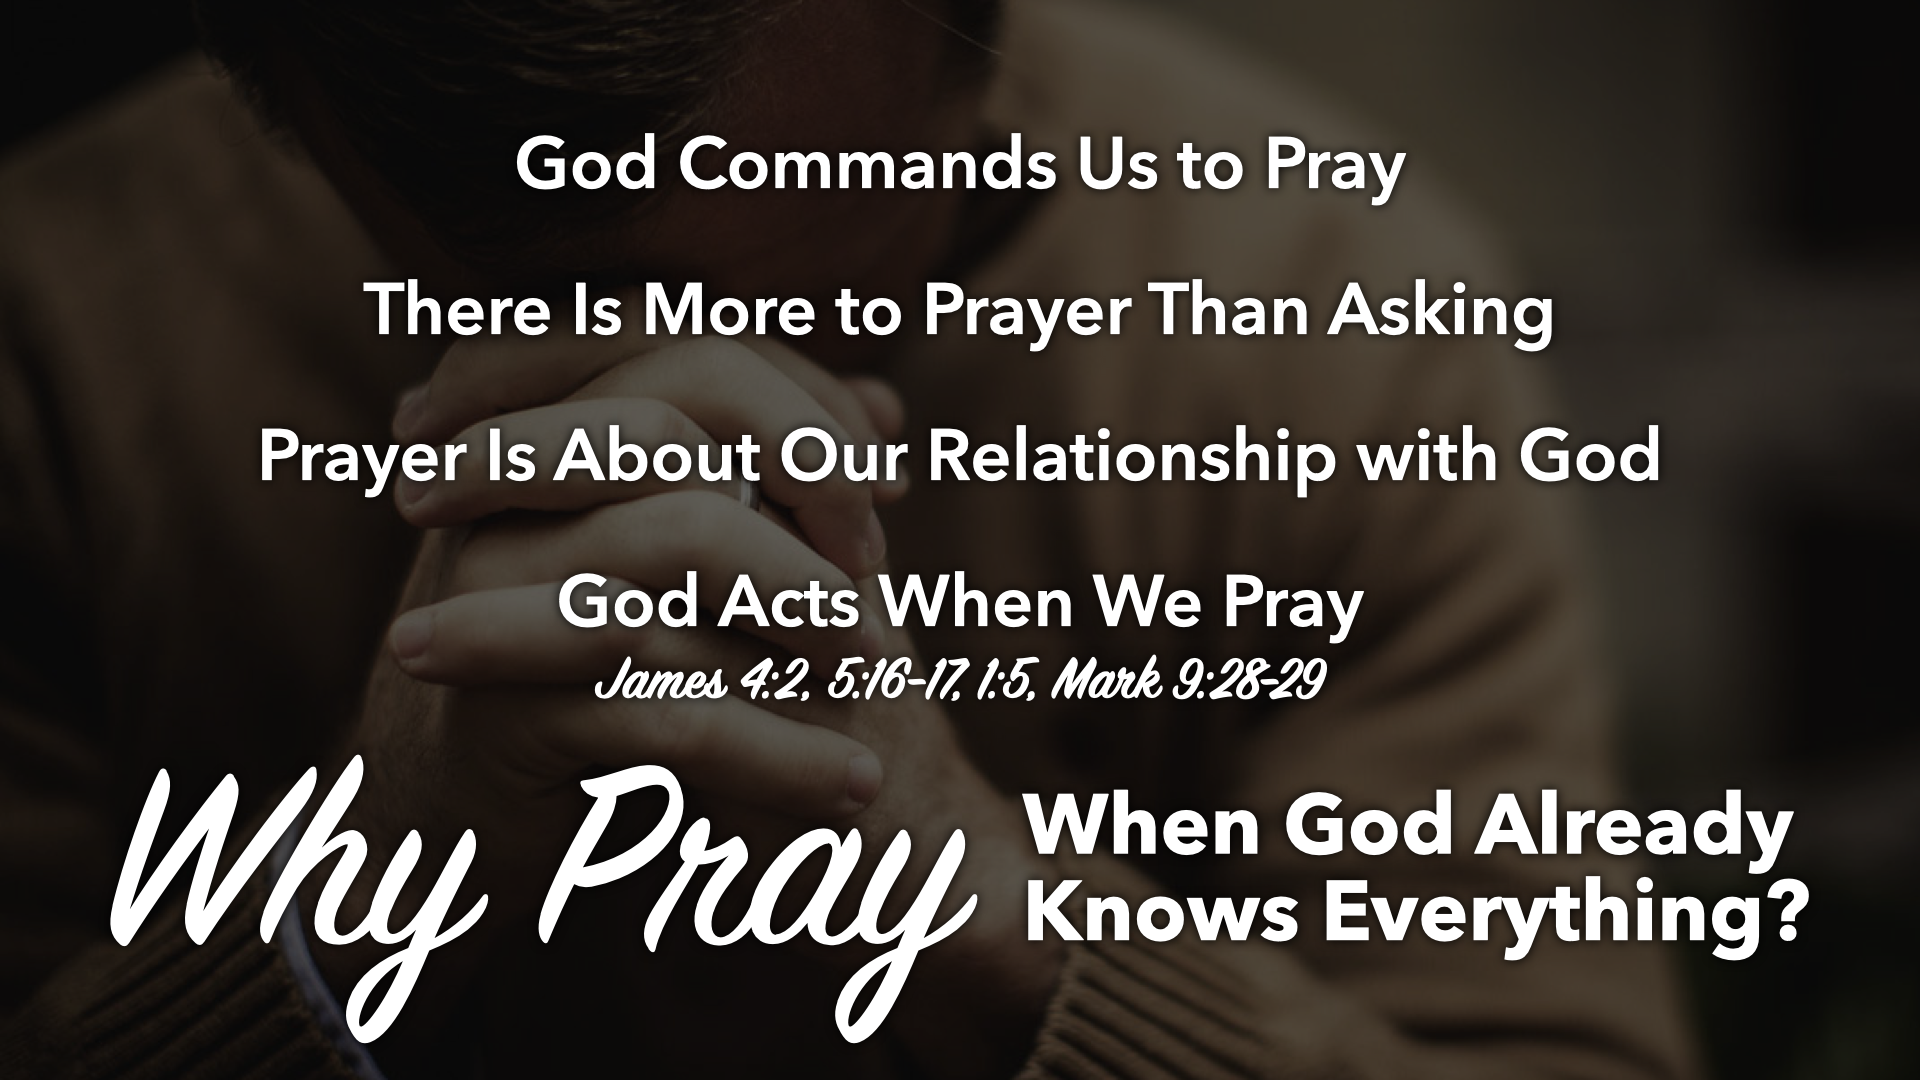 God Commands Us to Pray
There Is More to Prayer Than Asking
Prayer Is About Our Relationship with God
God Acts When We Pray
James 4:2, 5:16-17, 1:5, Mark 9:28-29
Why Pray
When God Already
Knows Everything?